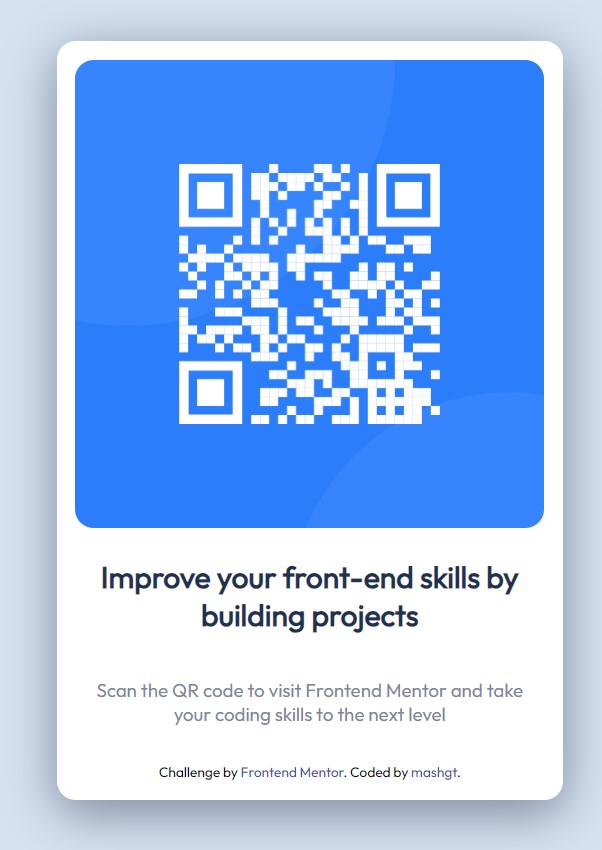 Improve your front-end skills by
building projects
Scan the QR code to visit Frontend Mentor and take
your coding skills to the next level
Challenge by Frontend Mentor. Coded by mashgt.